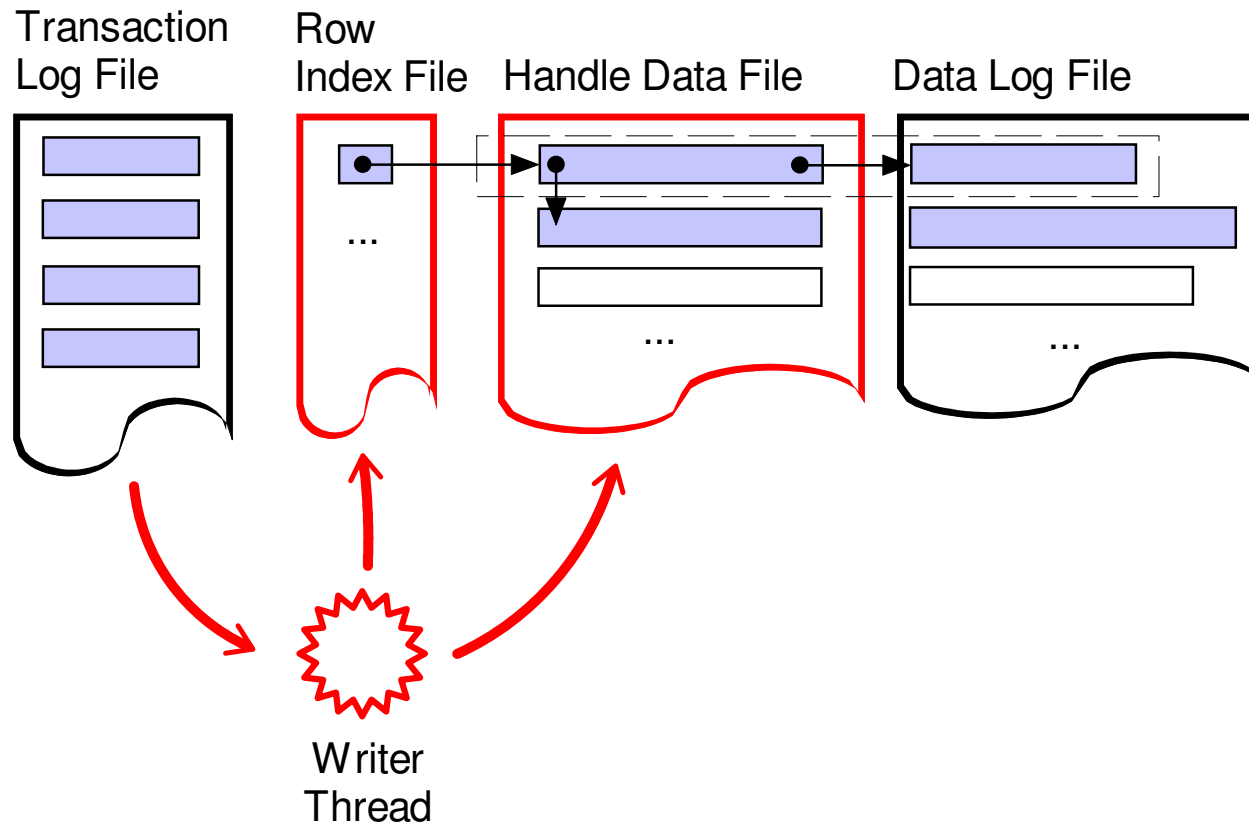 Transaction
Log File
Row
Index File
Handle Data File
Data Log File
...
...
...
Writer
Thread